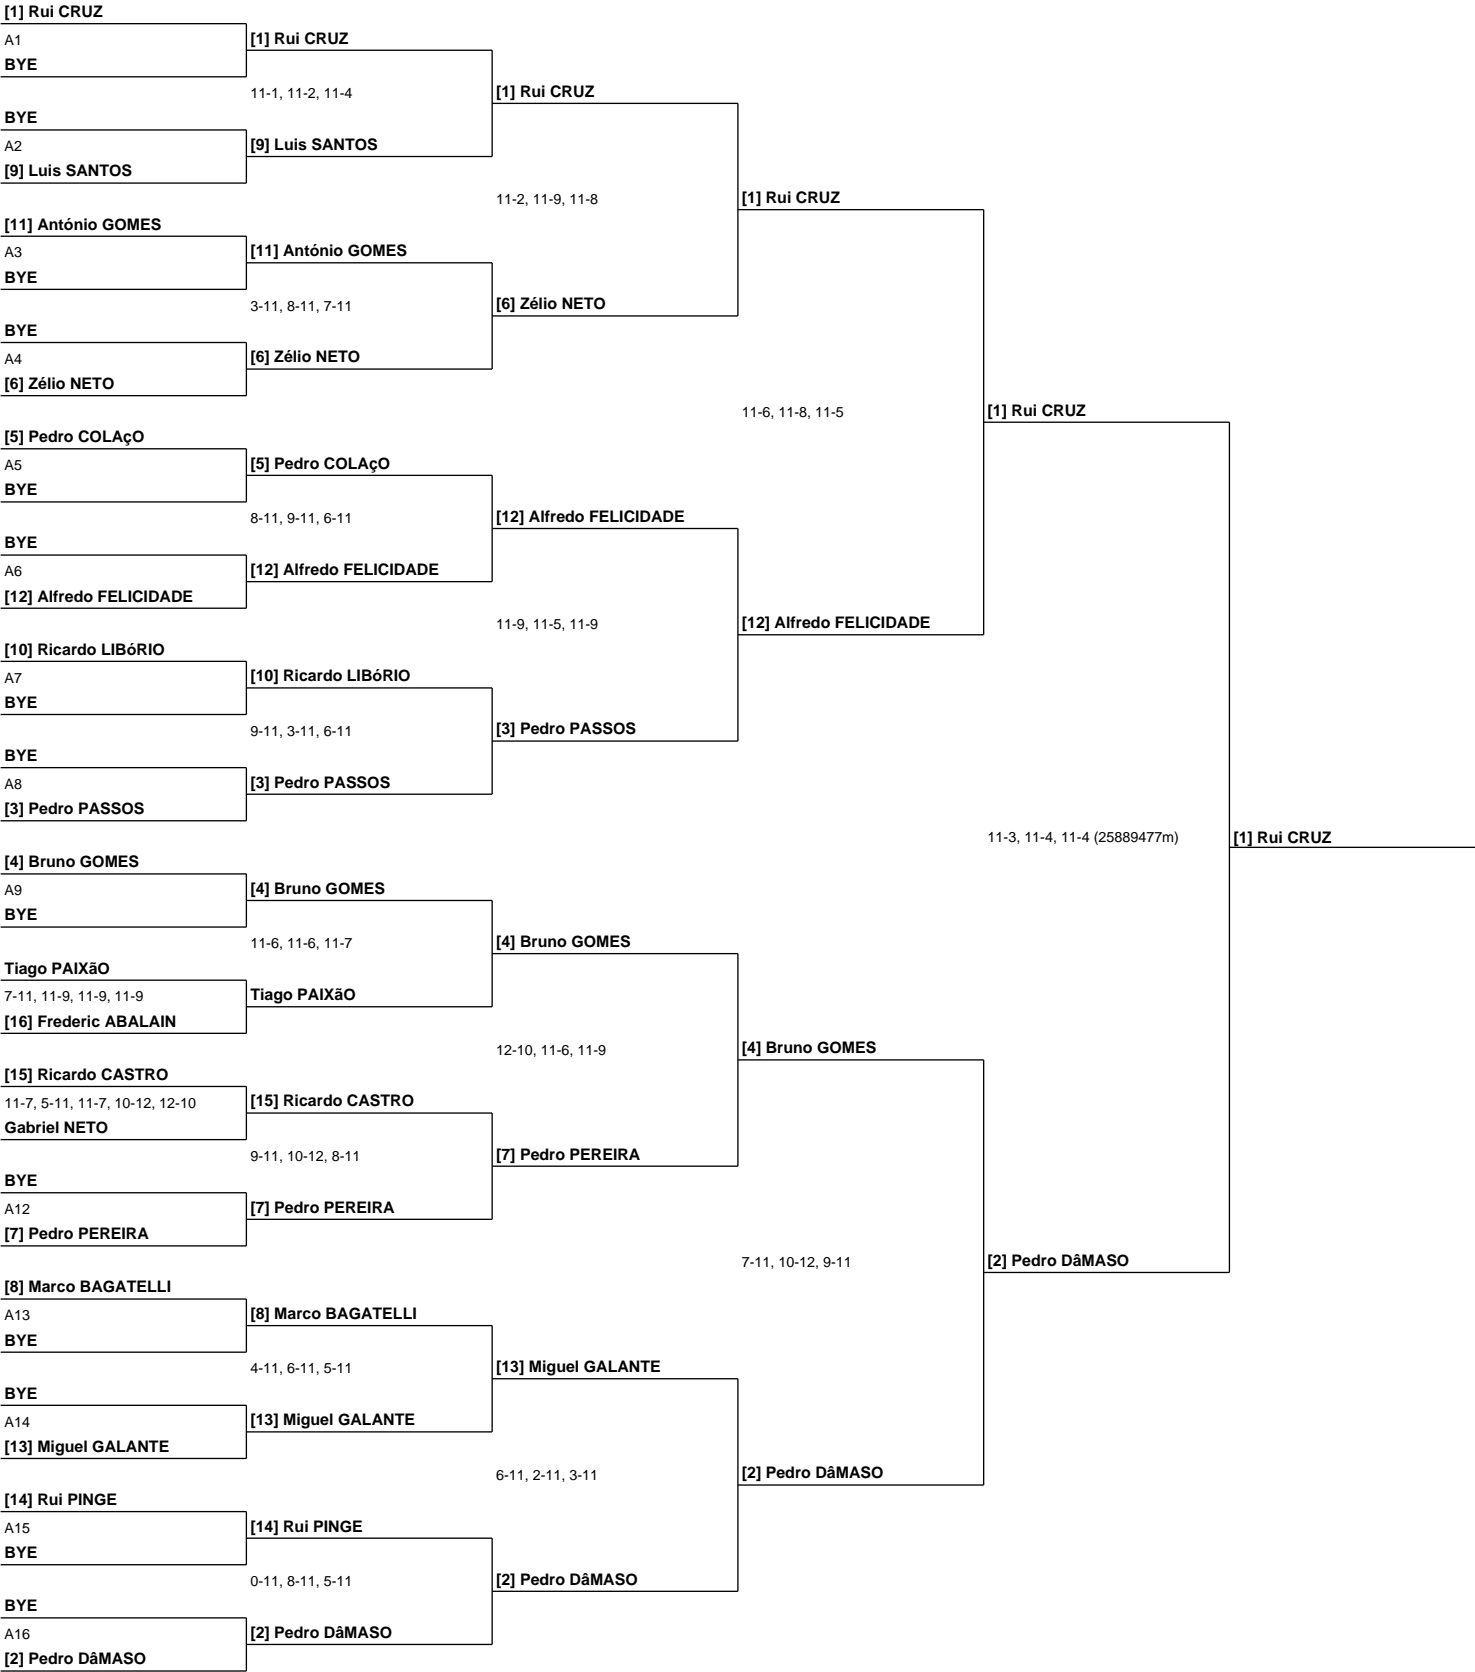 [1] Rui CRUZ
A1
BYE
BYE
A2
[9] Luis SANTOS
[11] António GOMES
A3
BYE
BYE
A4
[6] Zélio NETO
[5] Pedro COLAçO
A5
BYE
BYE
A6
[12] Alfredo FELICIDADE
[10] Ricardo LIBóRIO
A7
BYE
BYE
A8
[3] Pedro PASSOS
[4] Bruno GOMES
A9
BYE
Tiago PAIXãO
7-11, 11-9, 11-9, 11-9
[16] Frederic ABALAIN
[15] Ricardo CASTRO
11-7, 5-11, 11-7, 10-12, 12-10
Gabriel NETO
BYE
A12
[7] Pedro PEREIRA
[8] Marco BAGATELLI
A13
BYE
BYE
A14
[13] Miguel GALANTE
[14] Rui PINGE
A15
BYE
BYE
A16
[2] Pedro DâMASO
[1] Rui CRUZ
11-1, 11-2, 11-4
[9] Luis SANTOS
[11] António GOMES
3-11, 8-11, 7-11
[6] Zélio NETO
[5] Pedro COLAçO
8-11, 9-11, 6-11
[12] Alfredo FELICIDADE
[10] Ricardo LIBóRIO
9-11, 3-11, 6-11
[3] Pedro PASSOS
[4] Bruno GOMES
11-6, 11-6, 11-7
Tiago PAIXãO
[15] Ricardo CASTRO
9-11, 10-12, 8-11
[7] Pedro PEREIRA
[8] Marco BAGATELLI
4-11, 6-11, 5-11
[13] Miguel GALANTE
[14] Rui PINGE
0-11, 8-11, 5-11
[2] Pedro DâMASO
[1] Rui CRUZ
11-2, 11-9, 11-8
[6] Zélio NETO
[12] Alfredo FELICIDADE
11-9, 11-5, 11-9
[3] Pedro PASSOS
[4] Bruno GOMES
12-10, 11-6, 11-9
[7] Pedro PEREIRA
[13] Miguel GALANTE
6-11, 2-11, 3-11
[2] Pedro DâMASO
[1] Rui CRUZ
11-6, 11-8, 11-5
[12] Alfredo FELICIDADE
[4] Bruno GOMES
7-11, 10-12, 9-11
[2] Pedro DâMASO
[1] Rui CRUZ
11-3, 11-4, 11-4 (25889477m)
[2] Pedro DâMASO
[1] Rui CRUZ